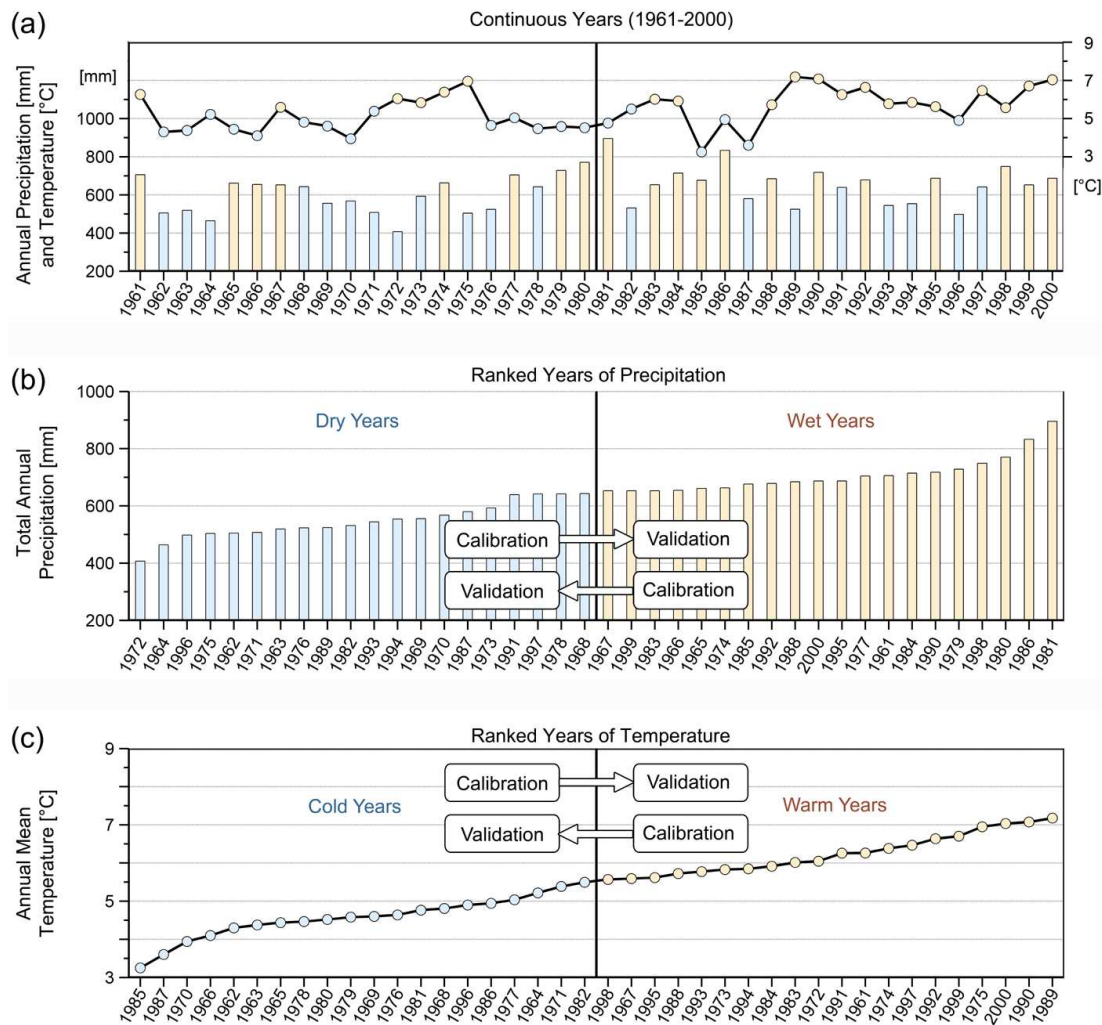 (a)
Continuous Years (1961-2000)
Annual Precipitation [mm]
and Temperature [°C]
[mm]
1000
800
600
400
200
9
7
5
3
[°C]
1961 1962 1963 1964 1965 1966 1967 1968 1969 1970 1971 1972 1973 1974 1975 1976 1977 1978 1979 1980 1981 1982 1983 1984 1985 1986 1987 1988 1989 1990 1991 1992 1993 1994 1995 1996 1997 1998 1999 2000
(b)
Ranked Years of Precipitation
Total Annual
Precipitation [mm]
1000
800
600
400
200
Dry Years
Wet Years
Calibration
Validation
Validation
Calibration
1972 1964 1996 1975 1962 1971 1963 1976 1989 1982 1993 1994 1969 1970 1987 1973 1991 1997 1978 1968 1967 1999 1983 1966 1965 1974 1985 1992 1988 2000 1995 1977 1961 1984 1990 1979 1998 1980 1986 1981
(c)
Ranked Years of Temperature
Annual Mean
Temperature [°C]
9
7
5
3
Calibration
Validation
Cold Years
Warm Years
Validation
Calibration
1985 1987 1970 1966 1962 1963 1965 1978 1980 1979 1969 1976 1981 1968 1996 1986 1977 1964 1971 1982 1998 1967 1995 1988 1993 1994 1984 1983 1972 1991 1961 1974 1997 1992 1999 1975 2000 1990 1989